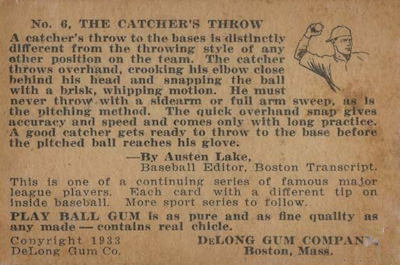 No. 6, THE CATCHER'S THROW
A catcher's throw to the bases is distinctly
different from the throwing style of any
other position on the team. The catcher
throws overhand, crooking his elbow close
behind his head and snapping the ball
with a brisk, whipping motion. He must
never throw with a sidearm or full arm sweep, as is
the pitching method. The quick overhand snap gives
accuracy and speed and comes only with long practice.
A good catcher gets ready to throw to the base before
the pitched ball reaches his glove.
—By Austen Lake,
Baseball Editor, Boston Transcript.
This is one of a continuing series of famous major
league players. Each card with a different tip on
inside baseball. More sport series to follow.
PLAY BALL GUM is as pure and as fine quality as
any made—contains real chicle.
Copyright 1933 DELONG GUM COMPANY
DeLong Gum Co. Boston, Mass.